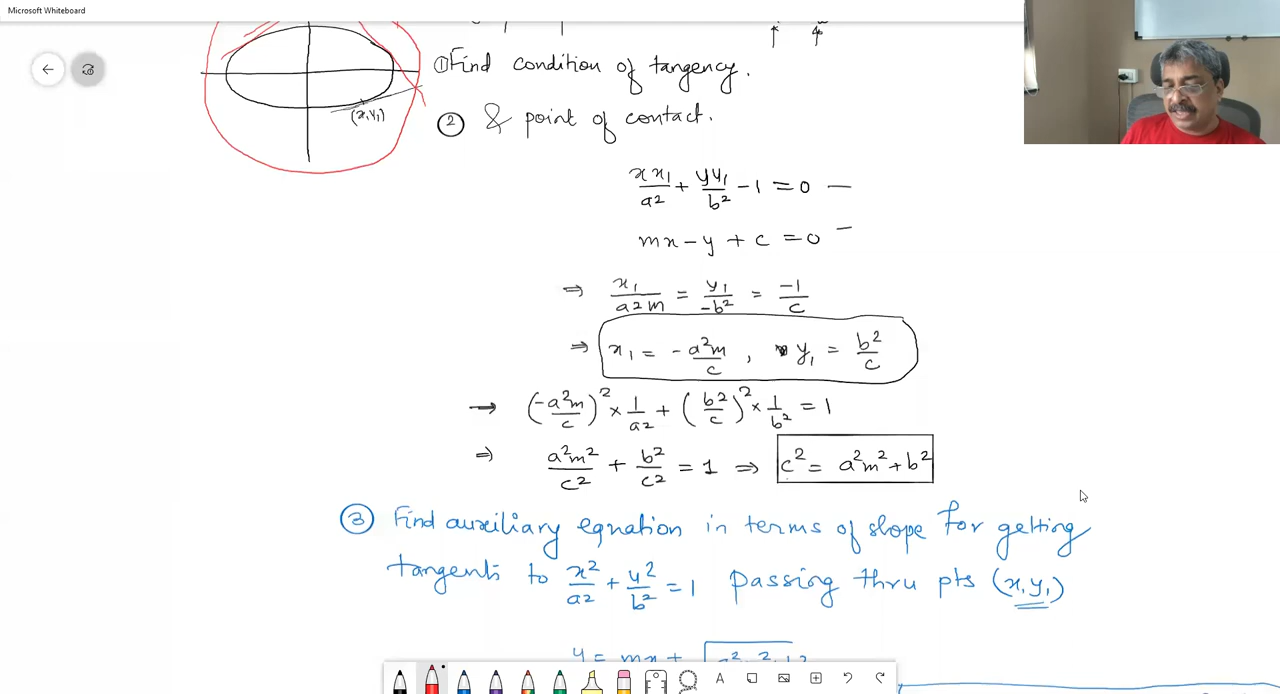 Microsoft Whiteboard
① Find condition of tangency.
(x₁y₁)
② & point of contact.
xx₁/a² + yy₁/b² - 1 = 0 —
mx - y + c = 0 —
⇒ x₁/a²m = y₁/-b² = -1/c
⇒ x₁ = -a²m/c , y₁ = b²/c
→ (-a²m/c)² × 1/a² + (b²/c)² × 1/b² = 1
⇒ a²m²/c² + b²/c² = 1 ⇒ c² = a²m² + b²
③ Find auxiliary equation in terms of slope for getting
tangents to x²/a² + y²/b² = 1 passing thru pts (x₁y₁)
y = mx +
A